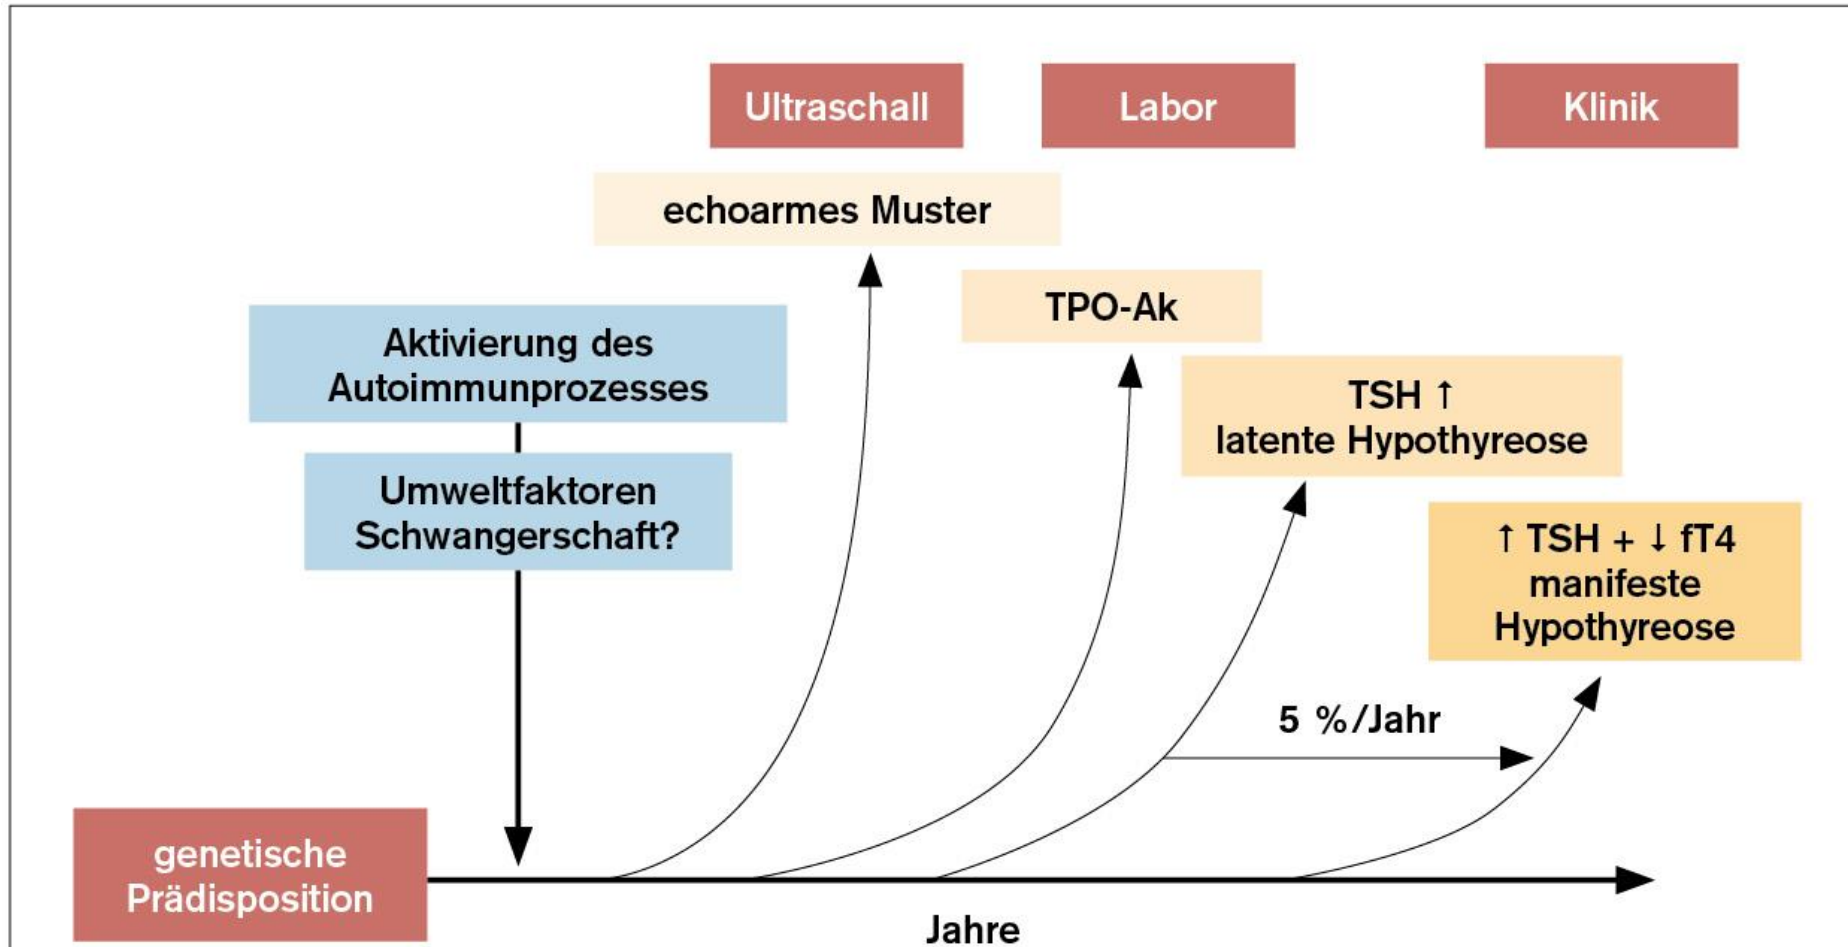 Ultraschall
Labor
Klinik
echoarmes Muster
TPO-Ak
Aktivierung des
Autoimmunprozesses
TSH ↑
latente Hypothyreose
Umweltfaktoren
Schwangerschaft?
↑ TSH + ↓ fT4
manifeste
Hypothyreose
5 %/Jahr
genetische
Prädisposition
Jahre